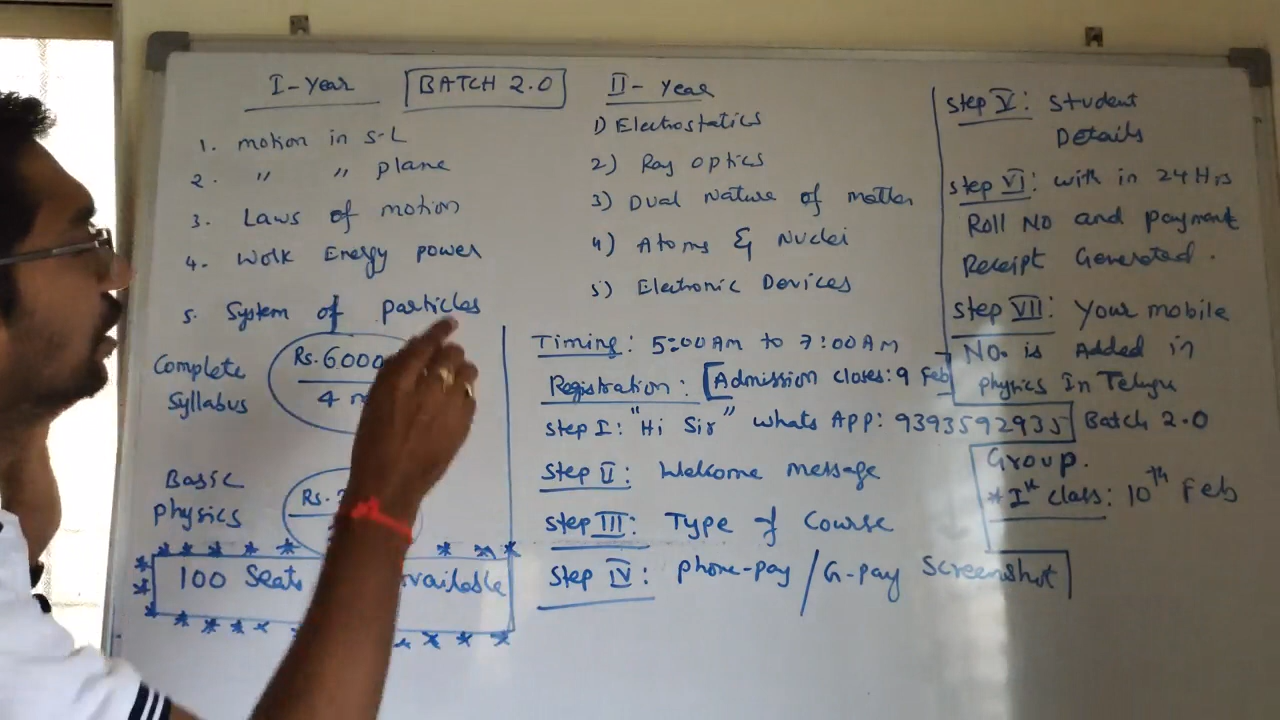 I-Year
BATCH 2.0
II-Year
1. motion in S-L
2. " " plane
3. Laws of motion
4. Work Energy power
5. System of particles
Complete Syllabus
Rs. 6000
4
Basic physics
Rs.
100 Seats
1) Electrostatics
2) Ray optics
3) Dual Nature of matter
4) Atoms & Nuclei
5) Electronic Devices
Timing: 5:00 AM to 7:00 AM
Registration: [Admission closes: 9 Feb]
Step I: "Hi Sir" whats App: 9393592935
Step II: Welcome message
Step III: Type of Course
Step IV: phone-pay / G-pay Screenshot
Step V: Student
Details
Step VI: with in 24 Hrs
Roll No and payment
Receipt Generated.
Step VII: Your mobile
No. is Added in
physics In Telugu
Batch 2.0
Group.
* Ist class: 10th Feb